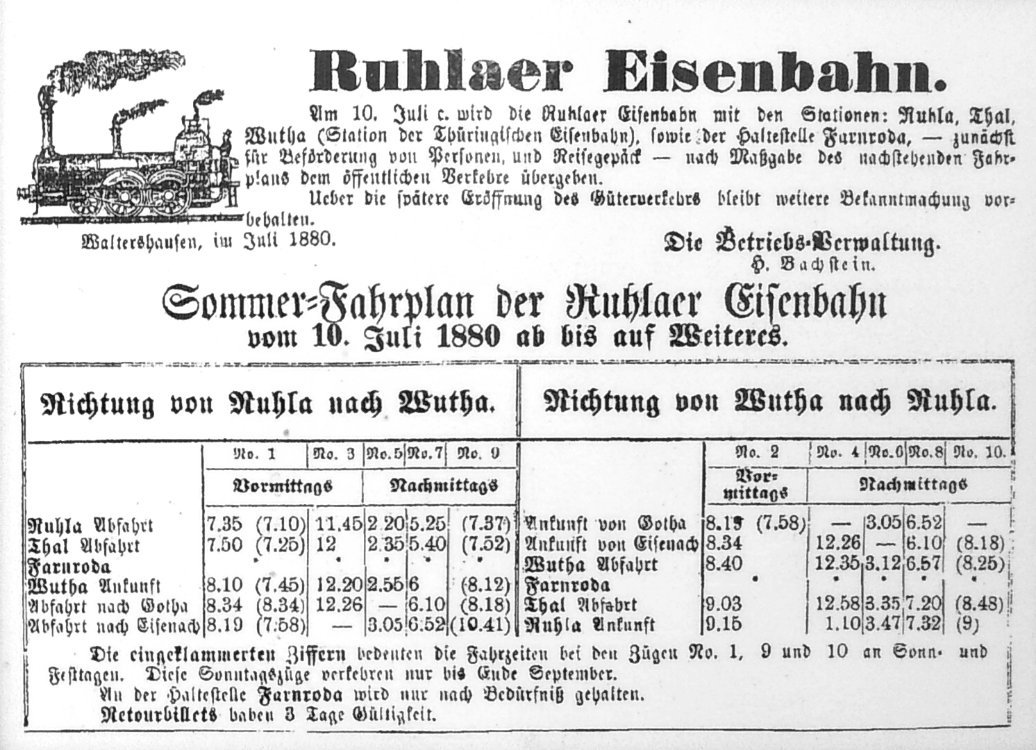 Ruhlaer Eisenbahn.
Am 10. Juli c. wird die Ruhlaer Eisenbahn mit den Stationen: Ruhla, Thal,
Wutha (Station der Thüringischen Eisenbahn), sowie der Haltestelle Farnroda, — zunächst
für Beförderung von Personen, und Reisegepäck — nach Maßgabe des nachstehenden Fahr-
plans dem öffentlichen Verkehre übergeben.
Ueber die spätere Eröffnung des Güterverkehrs bleibt weitere Bekanntmachung vor-
behalten.
Waltershausen, im Juli 1880.
Die Betriebs-Verwaltung.
H. Bachstein.
Sommer-Fahrplan der Ruhlaer Eisenbahn
vom 10. Juli 1880 ab bis auf Weiteres.
Richtung von Ruhla nach Wutha.
No. 1 No. 3 No. 5 No. 7 No. 9
Vormittags Nachmittags
Ruhla Abfahrt 7.35 (7.10) 11.45 2.20 5.25 (7.37)
Thal Abfahrt 7.50 (7.25) 12 2.35 5.40 (7.52)
Farnroda * * * * *
Wutha Ankunft 8.10 (7.45) 12.20 2.55 6 (8.12)
Abfahrt nach Gotha 8.34 (8.34) 12.26 — 6.10 (8.18)
Abfahrt nach Eisenach 8.19 (7.58) — 3.05 6.52 (10.41)
Richtung von Wutha nach Ruhla.
No. 2 No. 4 No. 6 No. 8 No. 10.
Vor-
mittags Nachmittags
Ankunft von Gotha 8.19 (7.58) — 3.05 6.52 —
Ankunft von Eisenach 8.34 12.26 — 6.10 (8.18)
Wutha Abfahrt 8.40 12.35 3.12 6.57 (8.25)
Farnroda * * * * *
Thal Abfahrt 9.03 12.58 3.35 7.20 (8.48)
Ruhla Ankunft 9.15 1.10 3.47 7.32 (9)
Die eingeklammerten Ziffern bedeuten die Fahrzeiten bei den Zügen No. 1, 9 und 10 an Sonn- und
Festtagen. Diese Sonntagszüge verkehren nur bis Ende September.
An der Haltestelle Farnroda wird nur nach Bedürfniß gehalten.
Retourbillets haben 3 Tage Gültigkeit.